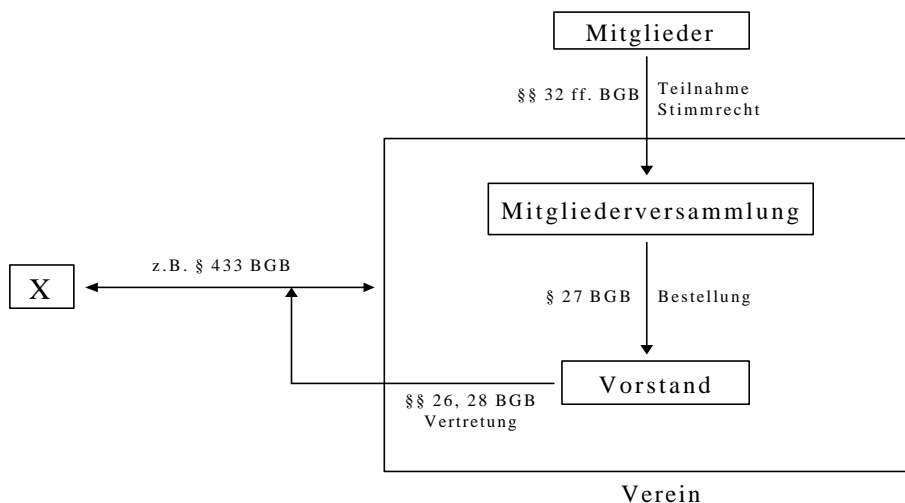 Mitglieder
§§ 32 ff. BGB
Teilnahme
Stimmrecht
Mitgliederversammlung
z.B. § 433 BGB
X
§ 27 BGB
Bestellung
Vorstand
§§ 26, 28 BGB
Vertretung
Verein